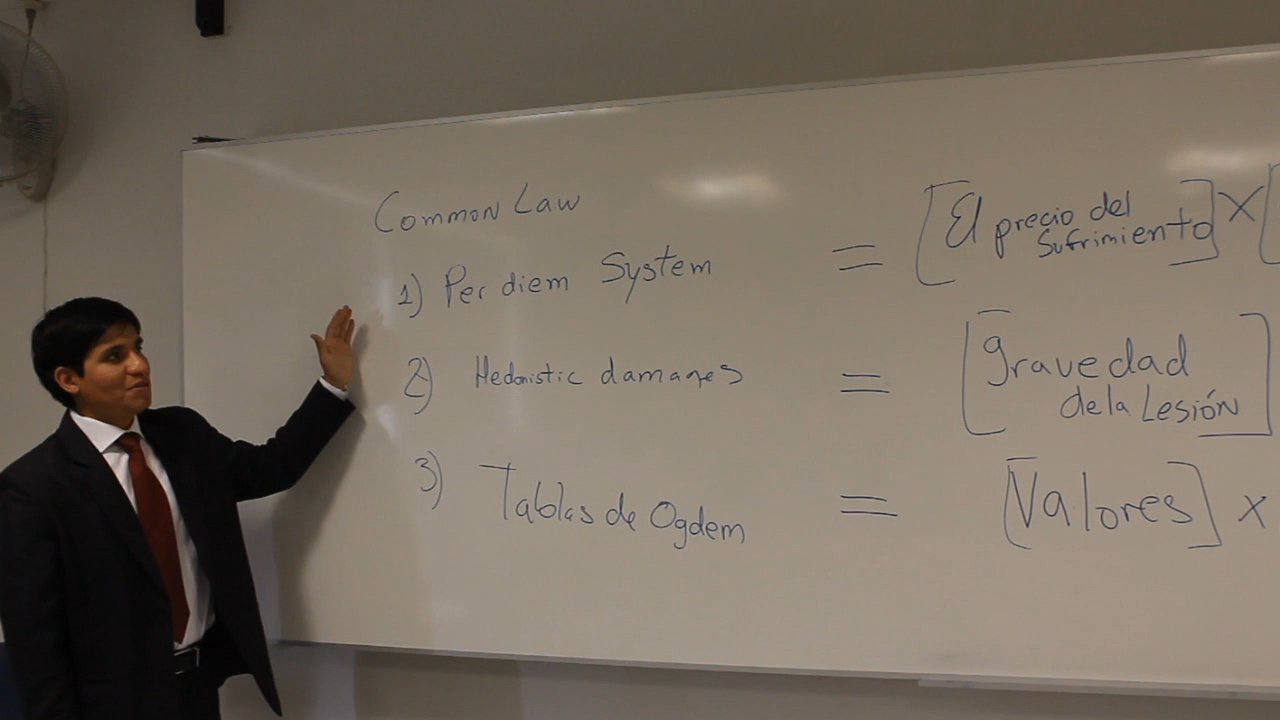 Common Law
1) Per diem System = [El precio del
Sufrimiento] X [
2) Hedonistic damages = [gravedad
de la Lesión]
3) Tablas de Ogdem = [Valores] x